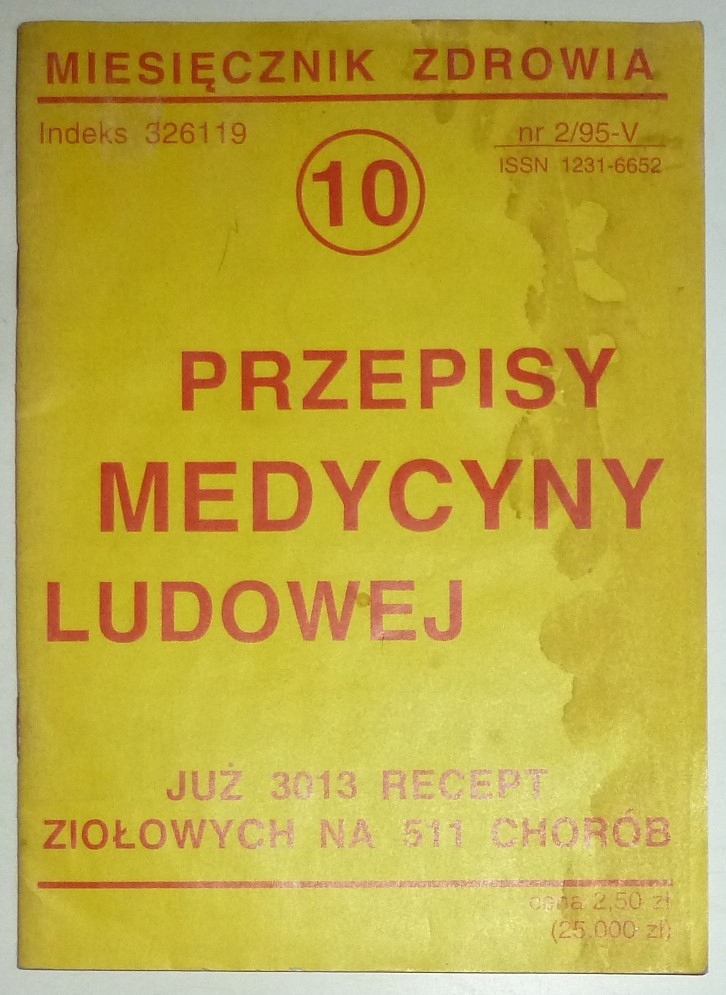 MIESIĘCZNIK ZDROWIA
Indeks 326119
nr 2/95-V
ISSN 1231-6652
10
PRZEPISY
MEDYCYNY
LUDOWEJ
JUŻ 3013 RECEPT
ZIOŁOWYCH NA 511 CHORÓB
cena 2,50 zł
(25.000 zł)